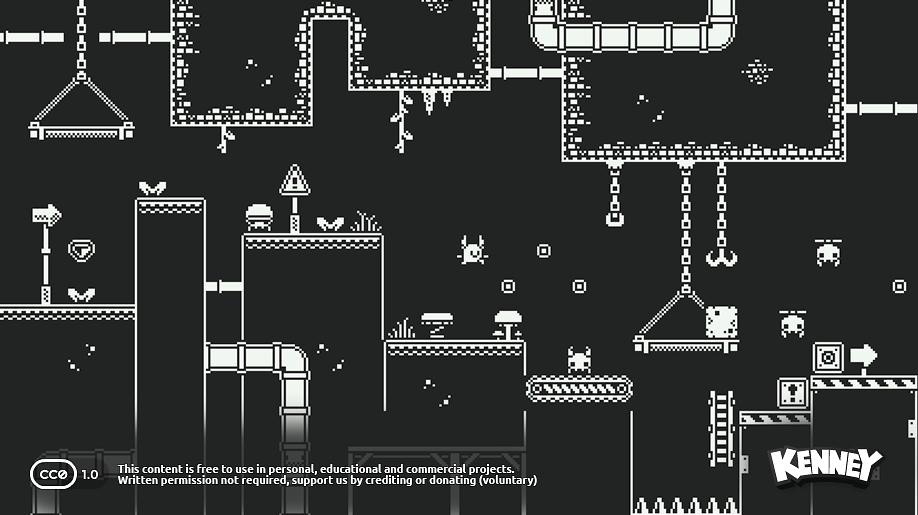 CC0 1.0
This content is free to use in personal, educational and commercial projects.
Written permission not required, support us by crediting or donating (voluntary)
KENNEY